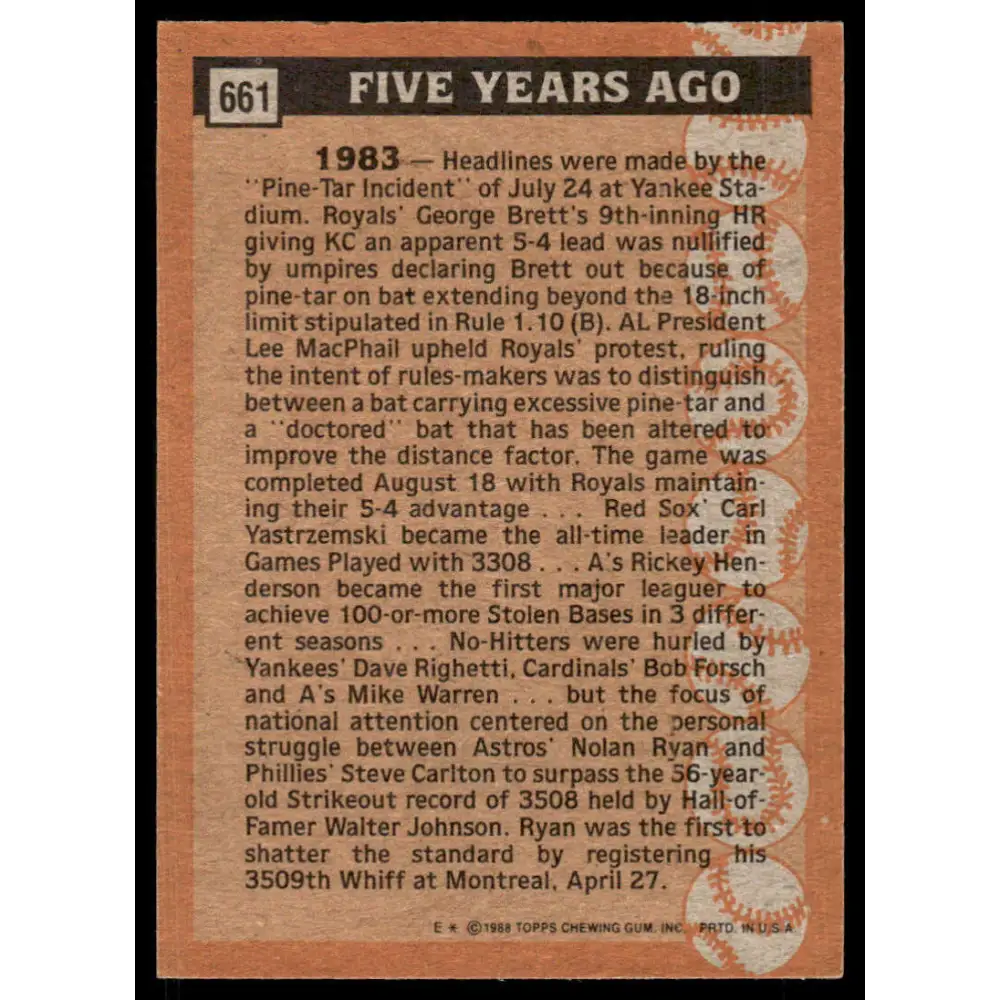 661
FIVE YEARS AGO
1983 — Headlines were made by the
"Pine-Tar Incident" of July 24 at Yankee Sta-
dium. Royals' George Brett's 9th-inning HR
giving KC an apparent 5-4 lead was nullified
by umpires declaring Brett out because of
pine-tar on bat extending beyond the 18-inch
limit stipulated in Rule 1.10 (B). AL President
Lee MacPhail upheld Royals' protest, ruling
the intent of rules-makers was to distinguish
between a bat carrying excessive pine-tar and
a "doctored" bat that has been altered to
improve the distance factor. The game was
completed August 18 with Royals maintain-
ing their 5-4 advantage . . . Red Sox' Carl
Yastrzemski became the all-time leader in
Games Played with 3308 . . . A's Rickey Hen-
derson became the first major leaguer to
achieve 100-or-more Stolen Bases in 3 differ-
ent seasons . . . No-Hitters were hurled by
Yankees' Dave Righetti, Cardinals' Bob Forsch
and A's Mike Warren . . . but the focus of
national attention centered on the personal
struggle between Astros' Nolan Ryan and
Phillies' Steve Carlton to surpass the 56-year-
old Strikeout record of 3508 held by Hall-of-
Famer Walter Johnson. Ryan was the first to
shatter the standard by registering his
3509th Whiff at Montreal, April 27.
E * ©1988 TOPPS CHEWING GUM, INC. PRTD. IN U.S.A.